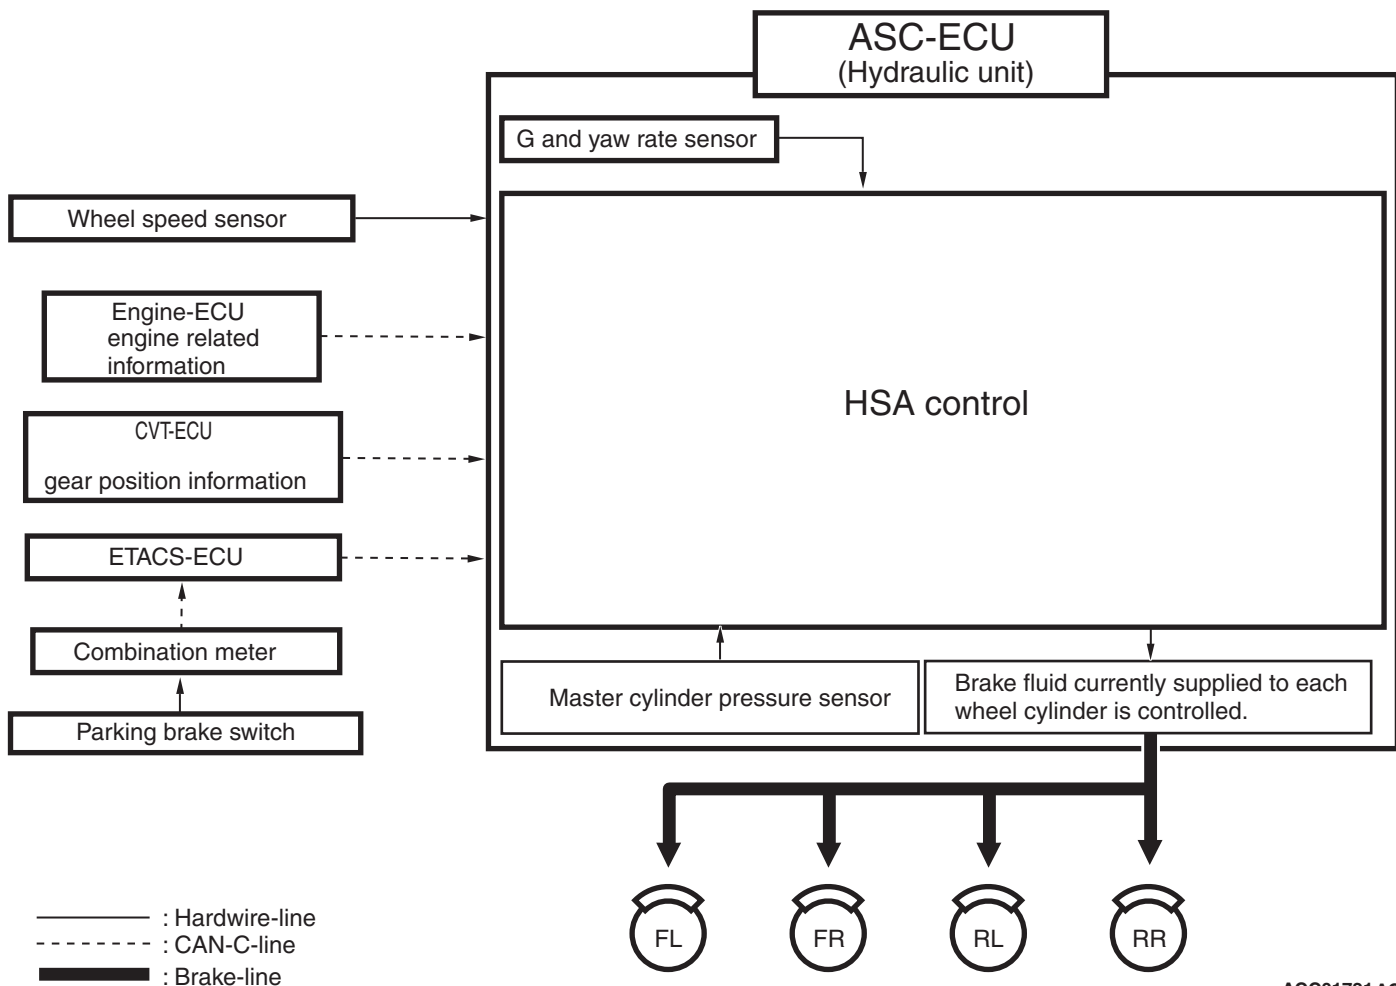 ASC-ECU
(Hydraulic unit)
G and yaw rate sensor
Wheel speed sensor
Engine-ECU
engine related
information
HSA control
CVT-ECU
gear position information
ETACS-ECU
Combination meter
Parking brake switch
Master cylinder pressure sensor
Brake fluid currently supplied to each
wheel cylinder is controlled.
FL
FR
RL
RR
: Hardwire-line
: CAN-C-line
: Brake-line